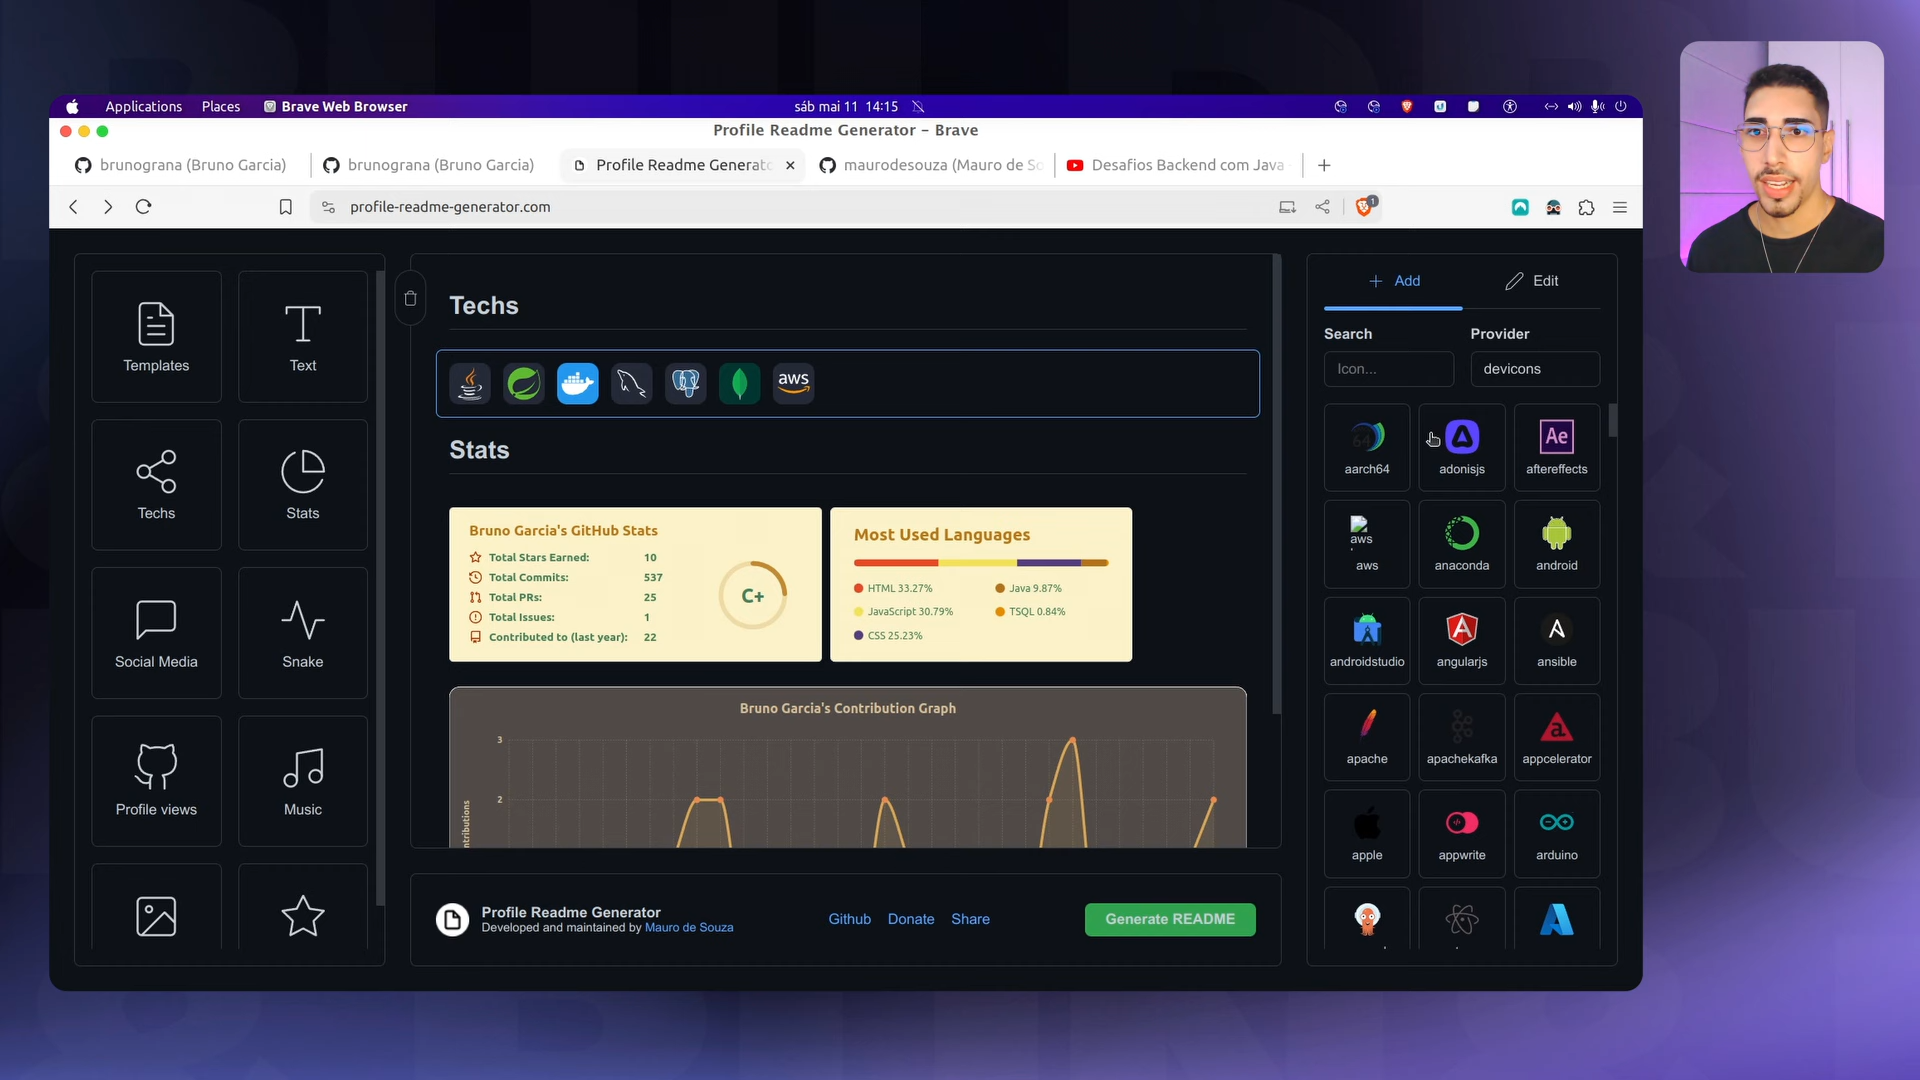 Applications Places Brave Web Browser sáb mai 11 14:15
Profile Readme Generator – Brave
brunograna (Bruno Garcia) brunograna (Bruno Garcia) Profile Readme Generato maurodesouza (Mauro de So Desafios Backend com Java
profile-readme-generator.com 1
Templates
Text
Techs
Stats
Social Media
Snake
Profile views
Music
Techs
aws
Stats
Bruno Garcia's GitHub Stats
Total Stars Earned: 10
Total Commits: 537
Total PRs: 25
Total Issues: 1
Contributed to (last year): 22
C+
Most Used Languages
HTML 33.27%
Java 9.87%
JavaScript 30.79%
TSQL 0.84%
CSS 25.23%
Bruno Garcia's Contribution Graph
3
2
ntributions
Profile Readme Generator
Developed and maintained by Mauro de Souza
Github Donate Share
Generate README
Add Edit
Search Provider
Icon... devicons
64 Ae
aarch64 adonisjs aftereffects
aws
aws anaconda android
androidstudio angularjs ansible
apache apachekafka appcelerator
apple appwrite arduino